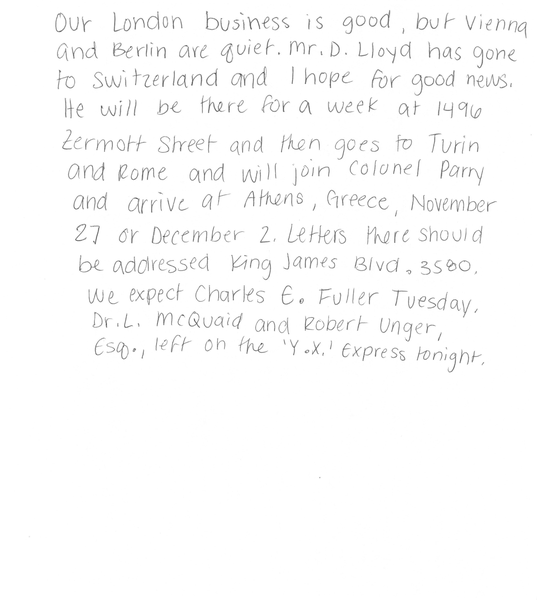 Our London business is good, but Vienna
and Berlin are quiet. Mr. D. Lloyd has gone
to Switzerland and I hope for good news.
He will be there for a week at 1496
Zermott Street and then goes to Turin
and Rome and will join Colonel Parry
and arrive at Athens, Greece, November
27 or December 2. Letters there should
be addressed King James Blvd. 3580.
We expect Charles E. Fuller Tuesday.
Dr. L. McQuaid and Robert Unger,
Esq., left on the 'Y.X.' Express tonight.